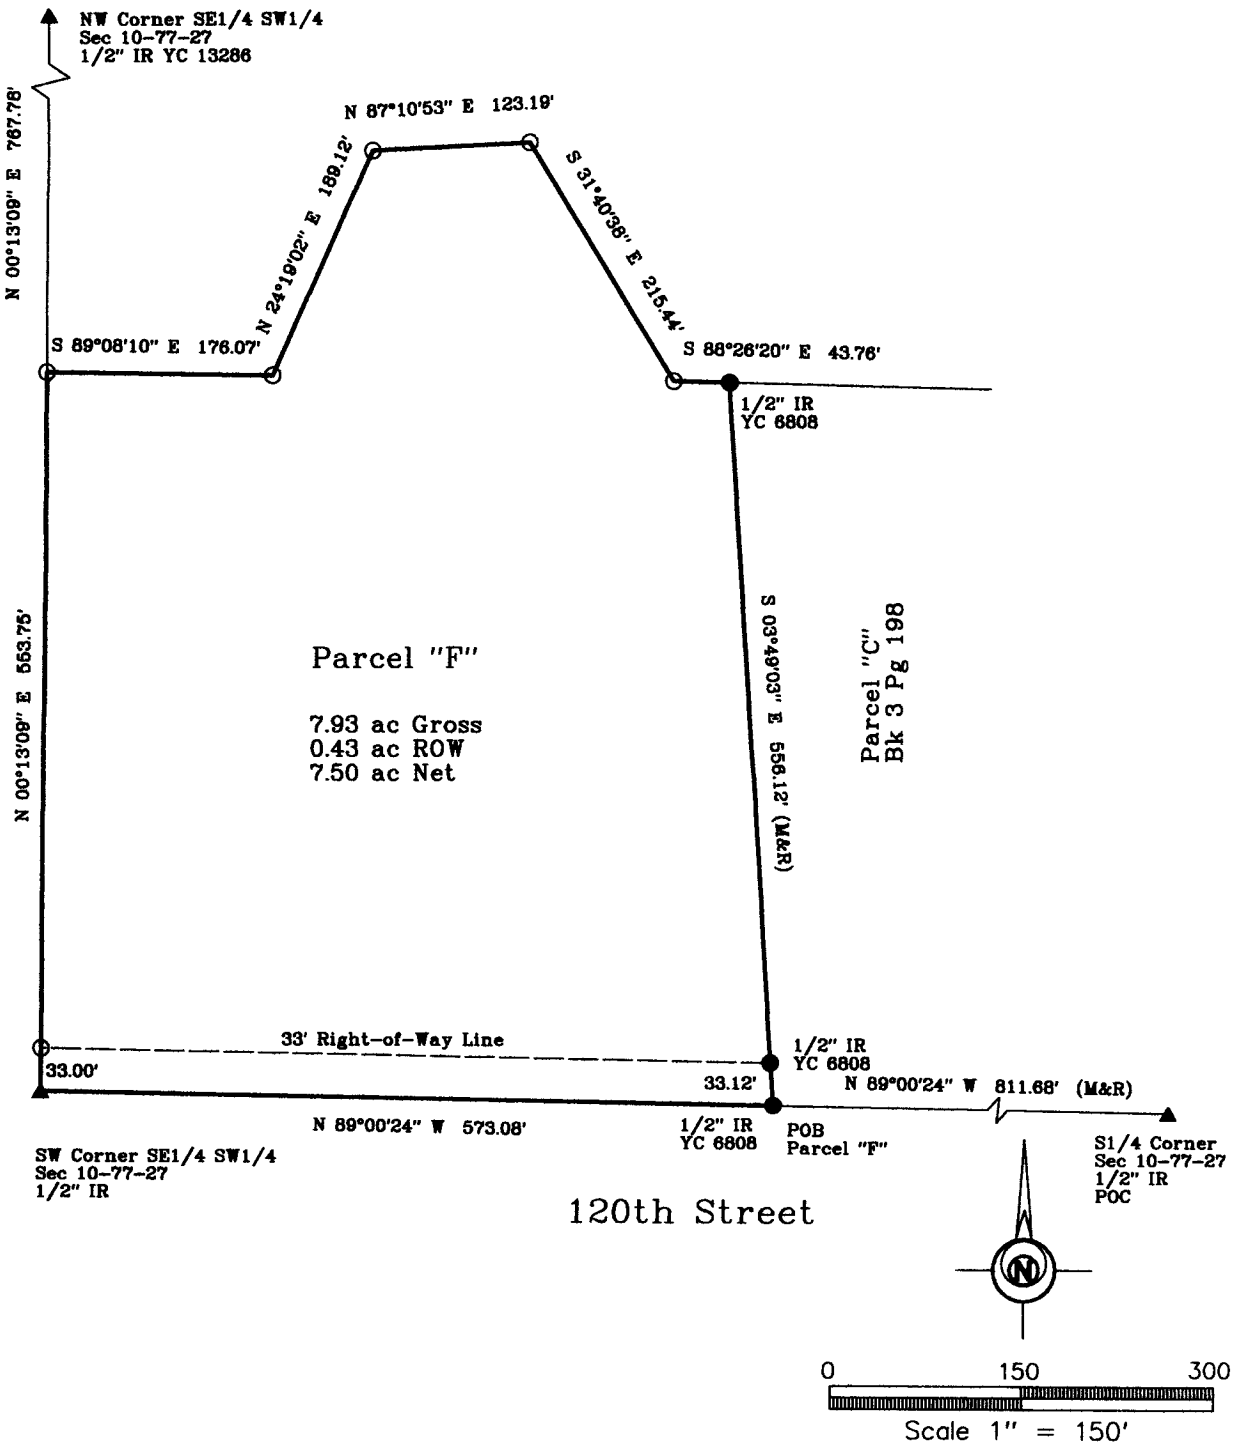 NW Corner SE1/4 SW1/4
Sec 10-77-27
1/2" IR YC 13286
N 00°13'09" E 767.78'
N 87°10'53" E 123.19'
N 24°19'02" E 189.12'
S 31°40'38" E 215.44'
S 89°08'10" E 176.07'
S 88°26'20" E 43.76'
1/2" IR
YC 6808
N 00°13'09" E 553.75'
Parcel "F"
7.93 ac Gross
0.43 ac ROW
7.50 ac Net
S 03°49'03" E 556.12' (M&R)
Parcel "C"
Bk 3 Pg 198
33' Right-of-Way Line
1/2" IR
YC 6808
33.00'
33.12'
N 89°00'24" W 811.68' (M&R)
N 89°00'24" W 573.08'
1/2" IR
YC 6808
POB
Parcel "F"
SW Corner SE1/4 SW1/4
Sec 10-77-27
1/2" IR
S1/4 Corner
Sec 10-77-27
1/2" IR
POC
120th Street
N
0 150 300
Scale 1" = 150'